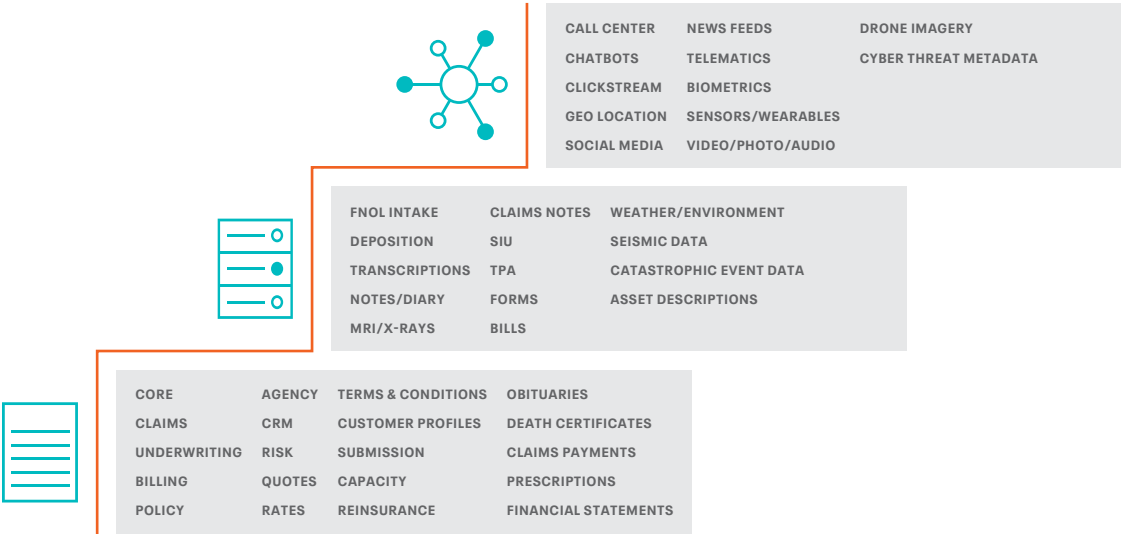 CALL CENTER NEWS FEEDS DRONE IMAGERY
CHATBOTS TELEMATICS CYBER THREAT METADATA
CLICKSTREAM BIOMETRICS
GEO LOCATION SENSORS/WEARABLES
SOCIAL MEDIA VIDEO/PHOTO/AUDIO
FNOL INTAKE CLAIMS NOTES WEATHER/ENVIRONMENT
DEPOSITION SIU SEISMIC DATA
TRANSCRIPTIONS TPA CATASTROPHIC EVENT DATA
NOTES/DIARY FORMS ASSET DESCRIPTIONS
MRI/X-RAYS BILLS
CORE AGENCY TERMS & CONDITIONS OBITUARIES
CLAIMS CRM CUSTOMER PROFILES DEATH CERTIFICATES
UNDERWRITING RISK SUBMISSION CLAIMS PAYMENTS
BILLING QUOTES CAPACITY PRESCRIPTIONS
POLICY RATES REINSURANCE FINANCIAL STATEMENTS